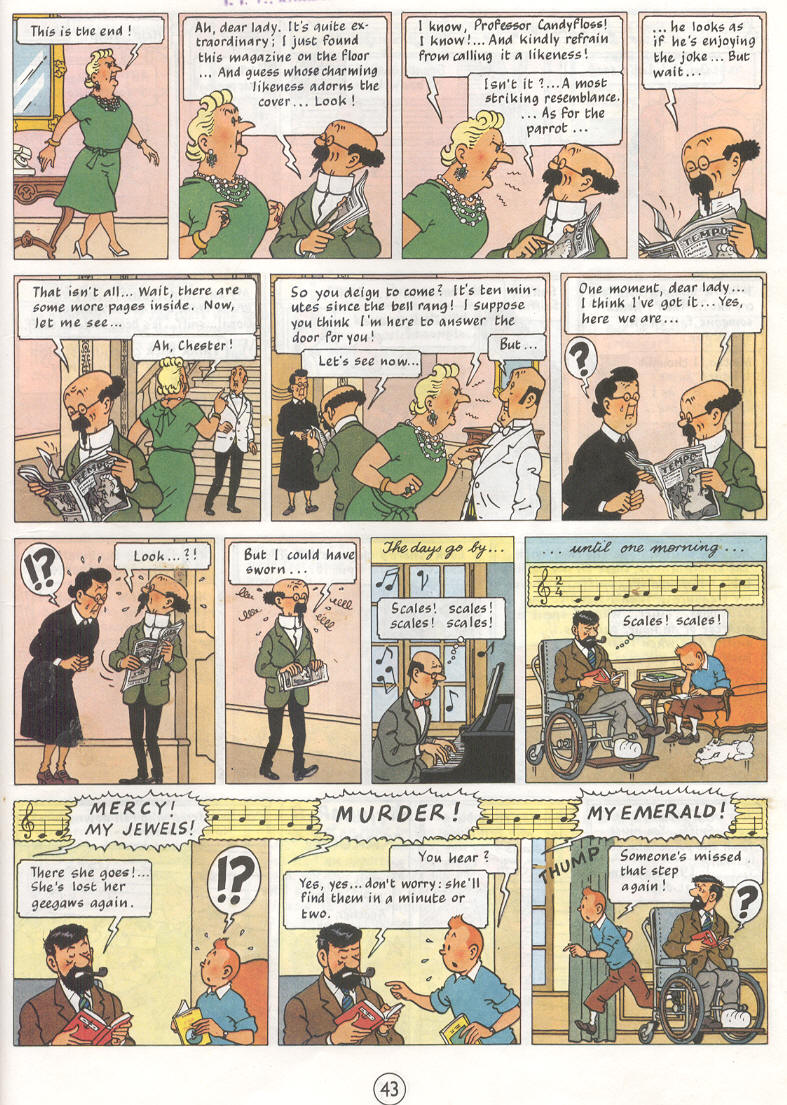 This is the end !
Ah, dear lady. It's quite ex-
traordinary; I just found
this magazine on the floor
... And guess whose charming
likeness adorns the
cover... Look !
I know, Professor Candyfloss!
I know!... And kindly refrain
from calling it a likeness!
Isn't it ?...A most
striking resemblance.
... As for the
parrot ...
... he looks as
if he's enjoying
the joke... But
wait...
TEMPO
That isn't all... Wait, there are
some more pages inside. Now,
let me see...
Ah, Chester!
TEMPO
So you deign to come? It's ten min-
utes since the bell rang! I suppose
you think I'm here to answer the
door for you!
But...
Let's see now...
One moment, dear lady...
I think I've got it... Yes,
here we are...
?
TEMPO
!?
Look...?!
But I could have
sworn...
The days go by...
Scales! scales!
scales! scales!
... until one morning...
2
4
Scales! scales!
MERCY!
MY JEWELS!
There she goes!...
She's lost her
geegaws again.
!?
MURDER!
You hear ?
Yes, yes... don't worry: she'll
find them in a minute or
two.
MY EMERALD!
THUMP
Someone's missed
that step
again!
?
43